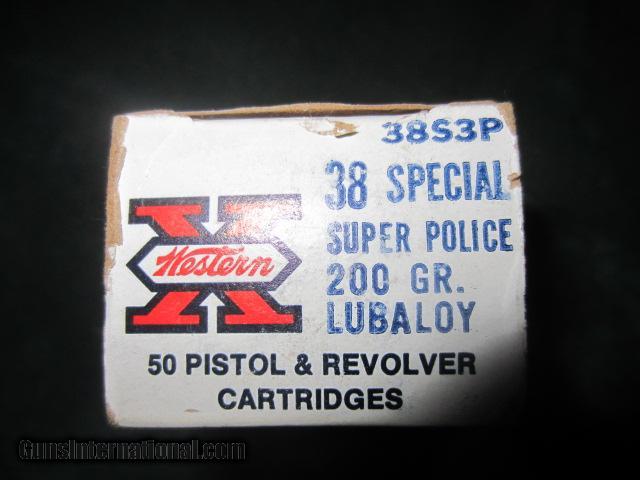 38S3P
38 SPECIAL
Western
SUPER POLICE
200 GR.
LUBALOY
50 PISTOL & REVOLVER
CARTRIDGES
GunsInternational.com